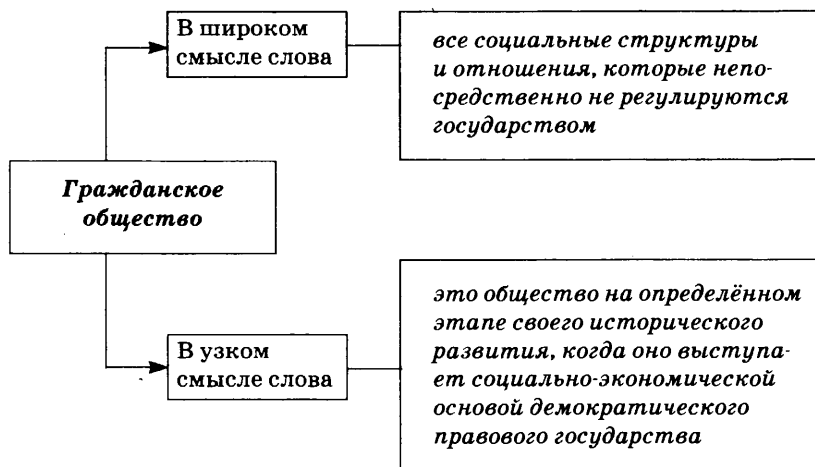 В широком
смысле слова
все социальные структуры
и отношения, которые непо-
средственно не регулируются
государством
Гражданское
общество
В узком
смысле слова
это общество на определённом
этапе своего исторического
развития, когда оно выступа-
ет социально-экономической
основой демократического
правового государства